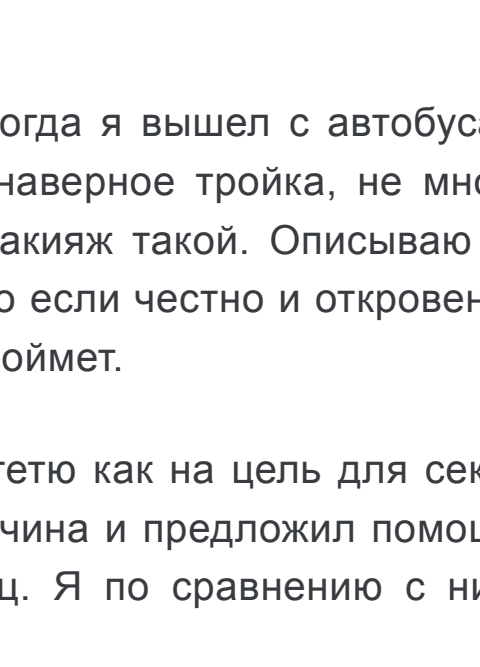 огда я вышел с автобуса
наверное тройка, не мно
акияж такой. Описываю
о если честно и откровен
оймет.
тетю как на цель для сек
чина и предложил помощ
ц. Я по сравнению с ни